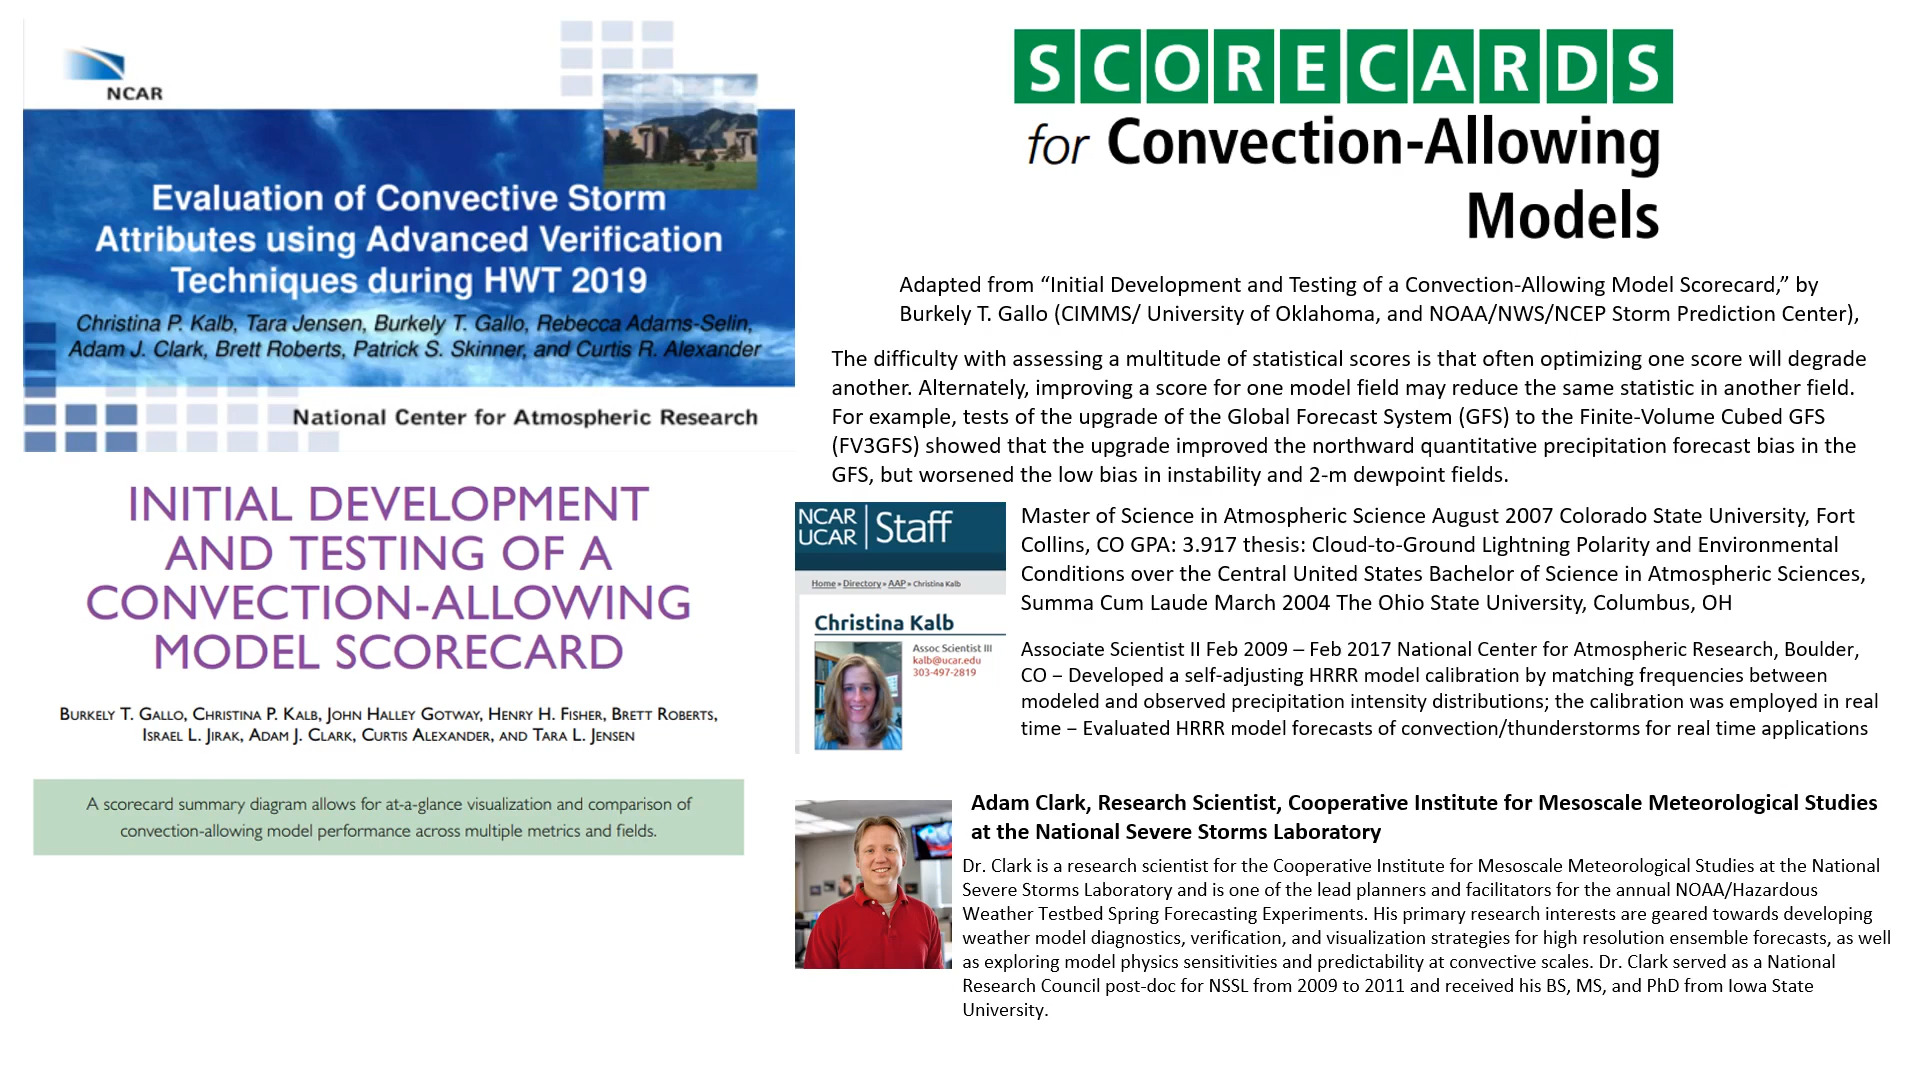 NCAR
Evaluation of Convective Storm
Attributes using Advanced Verification
Techniques during HWT 2019
Christina P. Kalb, Tara Jensen, Burkely T. Gallo, Rebecca Adams-Selin,
Adam J. Clark, Brett Roberts, Patrick S. Skinner, and Curtis R. Alexander
National Center for Atmospheric Research
INITIAL DEVELOPMENT
AND TESTING OF A
CONVECTION-ALLOWING
MODEL SCORECARD
BURKELY T. GALLO, CHRISTINA P. KALB, JOHN HALLEY GOTWAY, HENRY H. FISHER, BRETT ROBERTS,
ISRAEL L. JIRAK, ADAM J. CLARK, CURTIS ALEXANDER, AND TARA L. JENSEN
A scorecard summary diagram allows for at-a-glance visualization and comparison of
convection-allowing model performance across multiple metrics and fields.
SCORECARDS
for Convection-Allowing
Models
Adapted from “Initial Development and Testing of a Convection-Allowing Model Scorecard,” by
Burkely T. Gallo (CIMMS/ University of Oklahoma, and NOAA/NWS/NCEP Storm Prediction Center),
The difficulty with assessing a multitude of statistical scores is that often optimizing one score will degrade
another. Alternately, improving a score for one model field may reduce the same statistic in another field.
For example, tests of the upgrade of the Global Forecast System (GFS) to the Finite-Volume Cubed GFS
(FV3GFS) showed that the upgrade improved the northward quantitative precipitation forecast bias in the
GFS, but worsened the low bias in instability and 2-m dewpoint fields.
NCAR
UCAR
Staff
Home » Directory » AAP » Christina Kalb
Christina Kalb
Assoc Scientist III
kalb@ucar.edu
303-497-2819
Master of Science in Atmospheric Science August 2007 Colorado State University, Fort
Collins, CO GPA: 3.917 thesis: Cloud-to-Ground Lightning Polarity and Environmental
Conditions over the Central United States Bachelor of Science in Atmospheric Sciences,
Summa Cum Laude March 2004 The Ohio State University, Columbus, OH
Associate Scientist II Feb 2009 – Feb 2017 National Center for Atmospheric Research, Boulder,
CO − Developed a self-adjusting HRRR model calibration by matching frequencies between
modeled and observed precipitation intensity distributions; the calibration was employed in real
time − Evaluated HRRR model forecasts of convection/thunderstorms for real time applications
Adam Clark, Research Scientist, Cooperative Institute for Mesoscale Meteorological Studies
at the National Severe Storms Laboratory
Dr. Clark is a research scientist for the Cooperative Institute for Mesoscale Meteorological Studies at the National
Severe Storms Laboratory and is one of the lead planners and facilitators for the annual NOAA/Hazardous
Weather Testbed Spring Forecasting Experiments. His primary research interests are geared towards developing
weather model diagnostics, verification, and visualization strategies for high resolution ensemble forecasts, as well
as exploring model physics sensitivities and predictability at convective scales. Dr. Clark served as a National
Research Council post-doc for NSSL from 2009 to 2011 and received his BS, MS, and PhD from Iowa State
University.